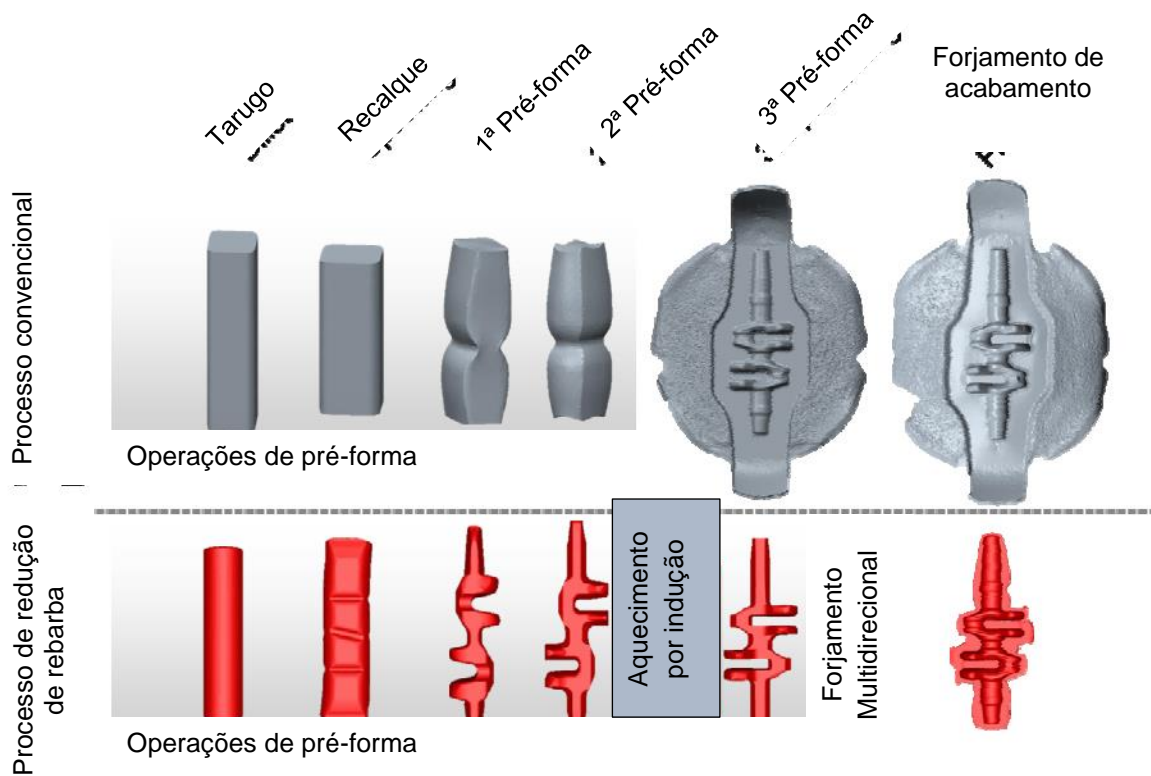 Tarugo
Recalque
1ª Pré-forma
2ª Pré-forma
3ª Pré-forma
Forjamento de
acabamento
Processo convencional
Operações de pré-forma
Processo de redução
de rebarba
Aquecimento
por indução
Forjamento
Multidirecional
Operações de pré-forma